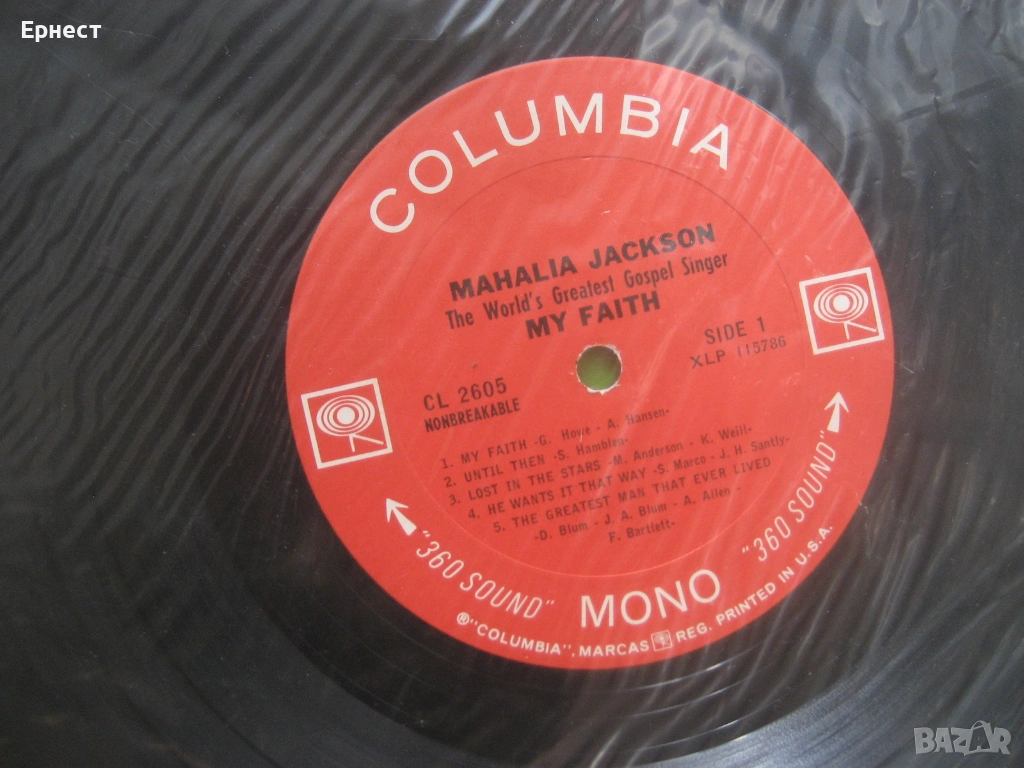 Ернест
COLUMBIA
MAHALIA JACKSON
The World's Greatest Gospel Singer
MY FAITH
SIDE 1
XLP 115786
CL 2605
NONBREAKABLE
1. MY FAITH -G. Howe - A. Hansen-
2. UNTIL THEN -S. Hamblen-
3. LOST IN THE STARS -M. Anderson - K. Weill-
4. HE WANTS IT THAT WAY -S. Marco - J. H. Santly-
5. THE GREATEST MAN THAT EVER LIVED
-D. Blum - J. A. Blum - A. Allen -
F. Bartlett-
"360 SOUND" MONO "360 SOUND"
® "COLUMBIA", MARCAS REG. PRINTED IN U.S.A.
BAZAR